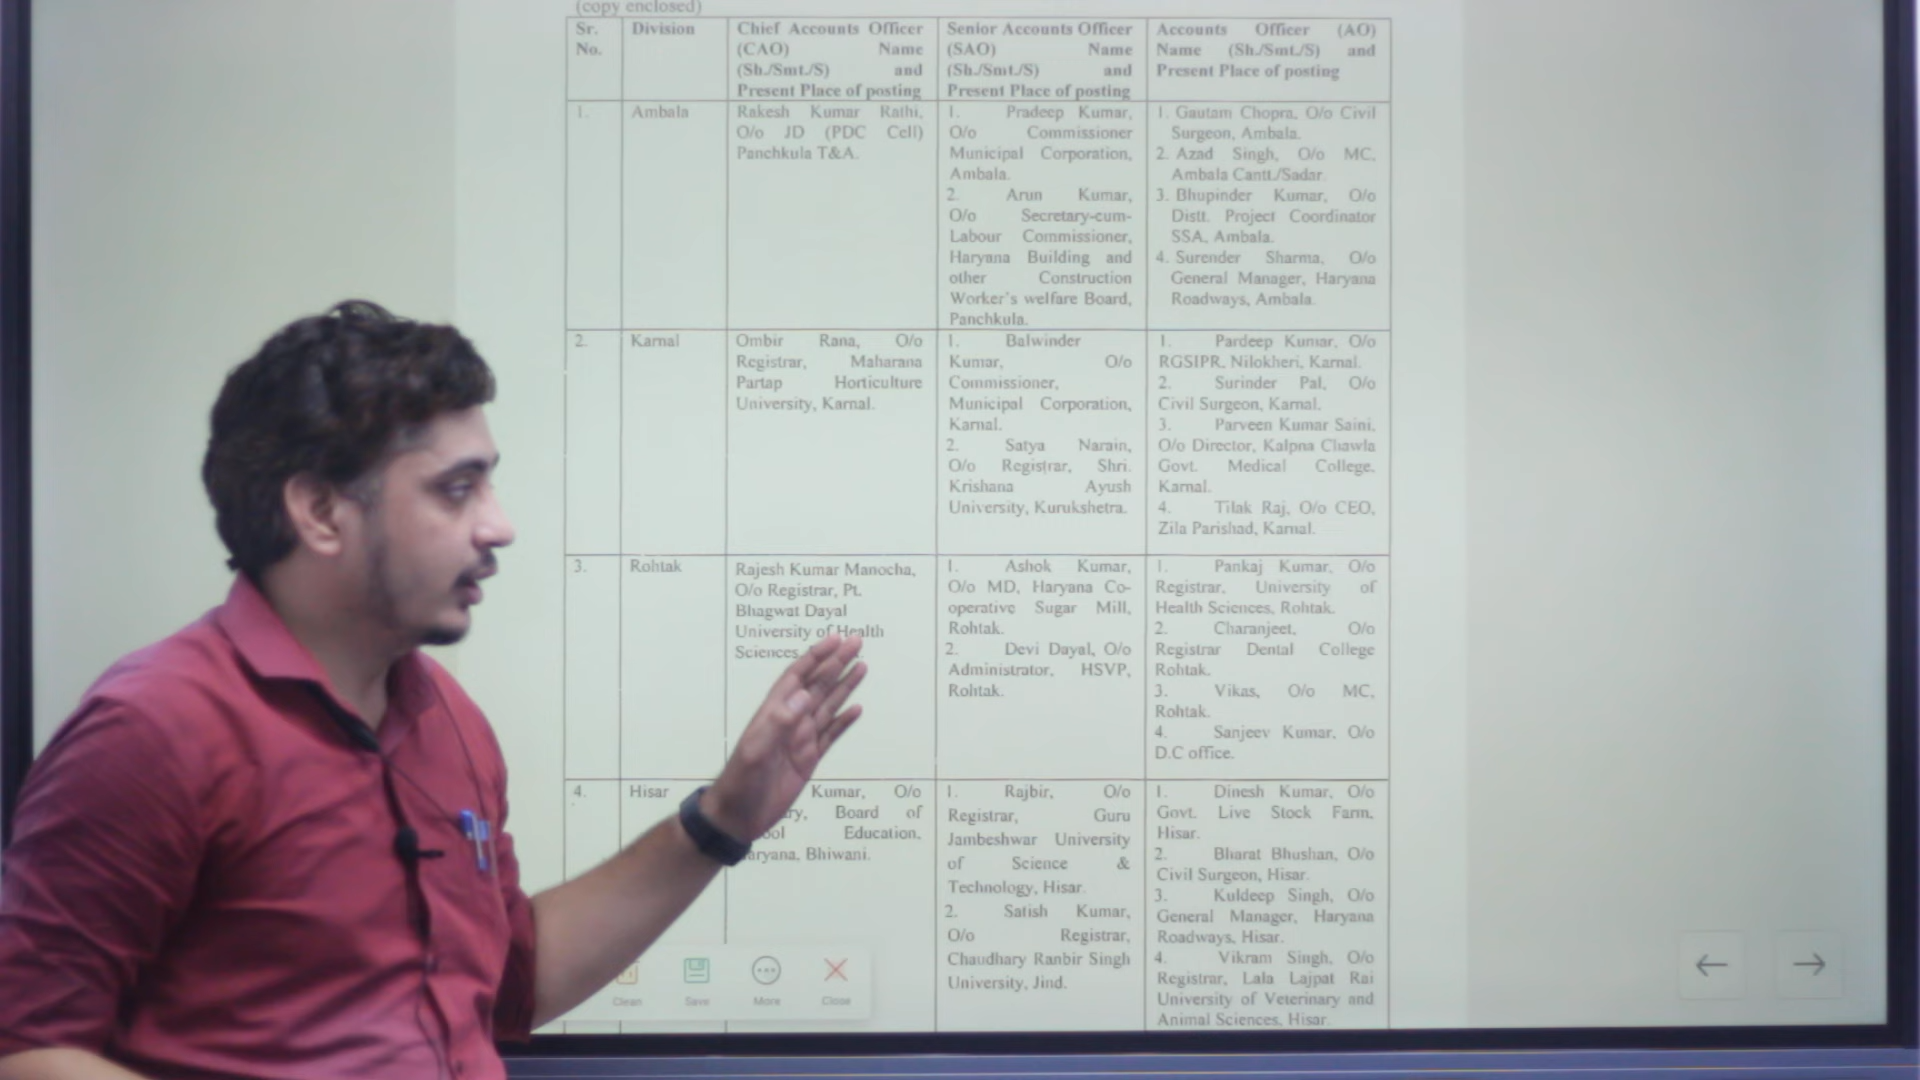 (copy enclosed)
Sr.
No.
Division
Chief Accounts Officer
(CAO) Name
(Sh./Smt./S) and
Present Place of posting
Senior Accounts Officer
(SAO) Name
(Sh./Smt./S) and
Present Place of posting
Accounts Officer (AO)
Name (Sh./Smt./S) and
Present Place of posting
1.
Ambala
Rakesh Kumar Rathi,
O/o JD (PDC Cell)
Panchkula T&A.
1. Pradeep Kumar,
O/o Commissioner
Municipal Corporation,
Ambala.
2. Arun Kumar,
O/o Secretary-cum-
Labour Commissioner,
Haryana Building and
other Construction
Worker's welfare Board,
Panchkula.
1. Gautam Chopra, O/o Civil
Surgeon, Ambala.
2. Azad Singh, O/o MC,
Ambala Cantt./Sadar.
3. Bhupinder Kumar, O/o
Distt. Project Coordinator
SSA, Ambala.
4. Surender Sharma, O/o
General Manager, Haryana
Roadways, Ambala.
2.
Karnal
Ombir Rana, O/o
Registrar, Maharana
Partap Horticulture
University, Karnal.
1. Balwinder
Kumar, O/o
Commissioner,
Municipal Corporation,
Karnal.
2. Satya Narain,
O/o Registrar, Shri.
Krishana Ayush
University, Kurukshetra.
1. Pardeep Kumar, O/o
RGSIPR, Nilokheri, Karnal.
2. Surinder Pal, O/o
Civil Surgeon, Karnal.
3. Parveen Kumar Saini,
O/o Director, Kalpna Chawla
Govt. Medical College,
Karnal.
4. Tilak Raj, O/o CEO,
Zila Parishad, Karnal.
3.
Rohtak
Rajesh Kumar Manocha,
O/o Registrar, Pt.
Bhagwat Dayal
University of Health
Sciences,
1. Ashok Kumar,
O/o MD, Haryana Co-
operative Sugar Mill,
Rohtak.
2. Devi Dayal, O/o
Administrator, HSVP,
Rohtak.
1. Pankaj Kumar, O/o
Registrar, University of
Health Sciences, Rohtak.
2. Charanjeet, O/o
Registrar Dental College
Rohtak.
3. Vikas, O/o MC,
Rohtak.
4. Sanjeev Kumar, O/o
D.C office.
4.
Hisar
Kumar, O/o
Board of
Education,
Bhiwani.
1. Rajbir, O/o
Registrar, Guru
Jambeshwar University
of Science &
Technology, Hisar.
2. Satish Kumar,
O/o Registrar,
Chaudhary Ranbir Singh
University, Jind.
1. Dinesh Kumar, O/o
Govt. Live Stock Farm,
Hisar.
2. Bharat Bhushan, O/o
Civil Surgeon, Hisar.
3. Kuldeep Singh, O/o
General Manager, Haryana
Roadways, Hisar.
4. Vikram Singh, O/o
Registrar, Lala Lajpat Rai
University of Veterinary and
Animal Sciences, Hisar.
Clean
Save
More
Close